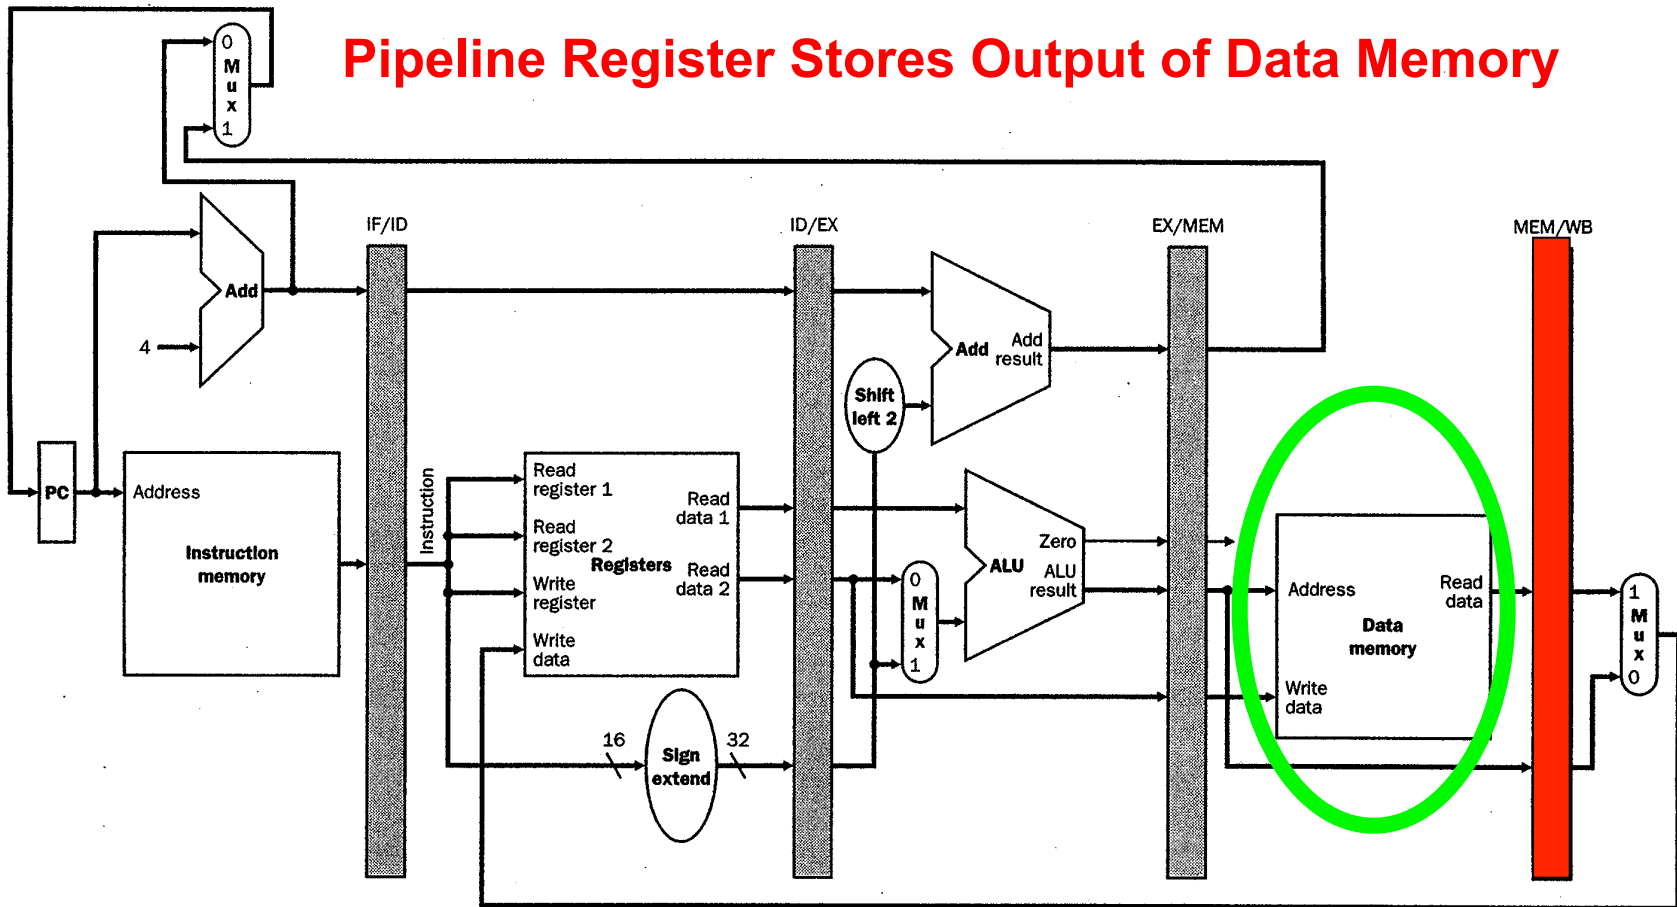 Pipeline Register Stores Output of Data Memory
0
Mux
1
IF/ID
ID/EX
EX/MEM
MEM/WB
Add
4
Add
Add
result
Shift
left 2
PC
Address
Instruction
memory
Instruction
Read
register 1
Read
register 2
Write
register
Write
data
Registers
Read
data 1
Read
data 2
16
Sign
extend
32
0
Mux
1
Zero
ALU
ALU
result
Address
Read
data
Data
memory
Write
data
1
Mux
0